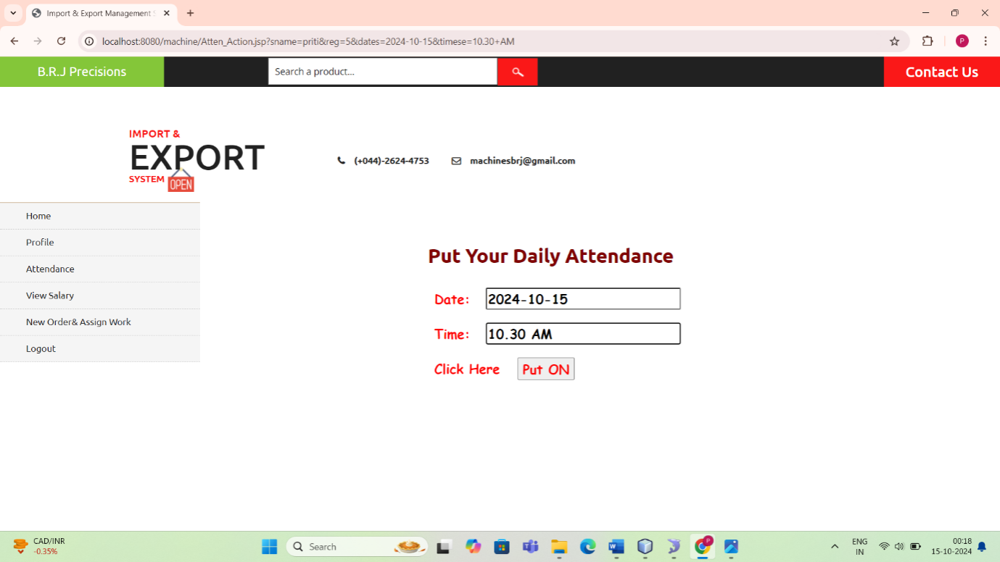 Import & Export Management S
localhost:8080/machine/Atten_Action.jsp?sname=priti&reg=5&dates=2024-10-15&timese=10.30+AM
P
B.R.J Precisions
Search a product...
Contact Us
IMPORT &
EXPORT
SYSTEM
OPEN
(+044)-2624-4753
machinesbrj@gmail.com
Home
Profile
Attendance
View Salary
New Order& Assign Work
Logout
Put Your Daily Attendance
Date: 2024-10-15
Time: 10.30 AM
Click Here Put ON
CAD/INR
-0.35%
Search
P
ENG
IN
00:18
15-10-2024